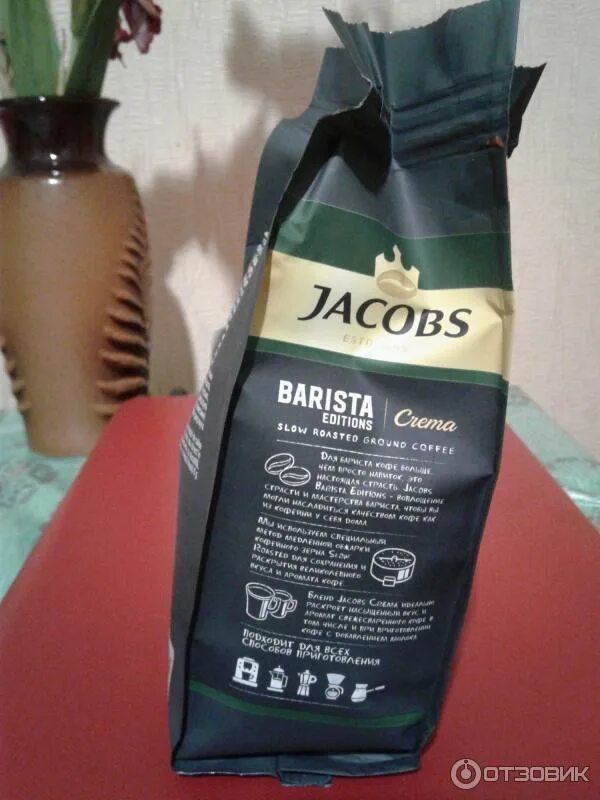 JACOBS
ESTD
BARISTA
EDITIONS
Crema
SLOW ROASTED GROUND COFFEE
Для бариста кофе больше,
чем просто напиток. Это
настоящая страсть. Jacobs
Barista Editions - воплощение
страсти и мастерства бариста, чтобы вы
могли насладиться качеством кофе как
из кофейни у себя дома.
Мы используем специальный
метод медленной обжарки
кофейного зерна Slow
Roasted для сохранения и
раскрытия великолепного
вкуса и аромата кофе.
Бленд Jacobs Crema идеально
раскроет насыщенный вкус и
аромат свежесваренного кофе в
том числе и при приготовлении
кофе с добавлением молока.
Подходит для всех
способов приготовления
ОТЗОВИК